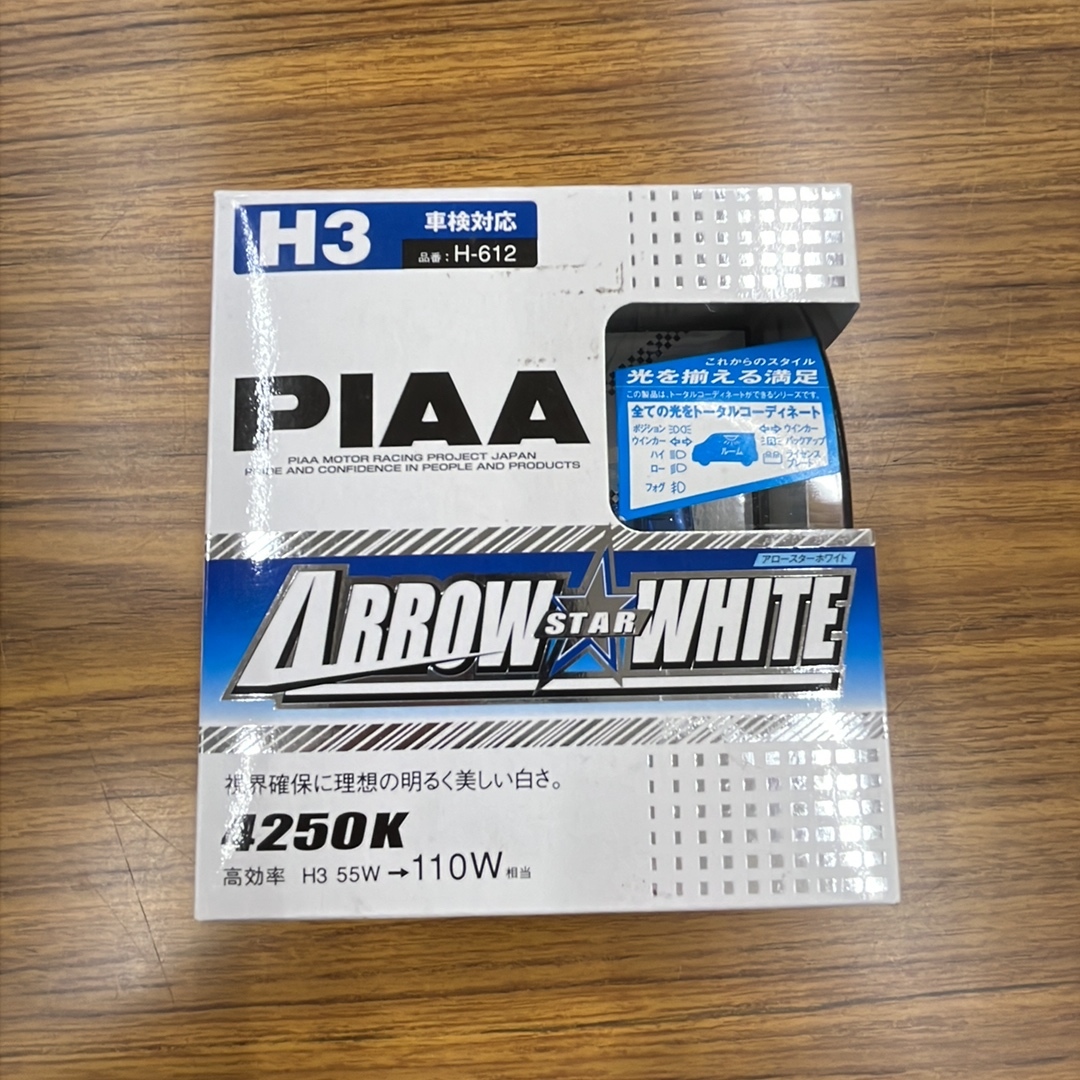 H3
車検対応
品番：H-612
PIAA
PIAA MOTOR RACING PROJECT JAPAN
PRIDE AND CONFIDENCE IN PEOPLE AND PRODUCTS
これからのスタイル
光を揃える満足
この製品は、トータルコーディネートができるシリーズです。
全ての光をトータルコーディネート
ポジション
ウインカー
ハイ
ロー
フォグ
ルーム
ウインカー
バックアップ
ライセンス
プレート
アロースターホワイト
ARROW STAR WHITE
視界確保に理想の明るく美しい白さ。
4250K
高効率 H3 55W→110W相当